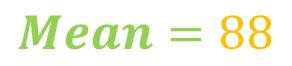 Mean = 88